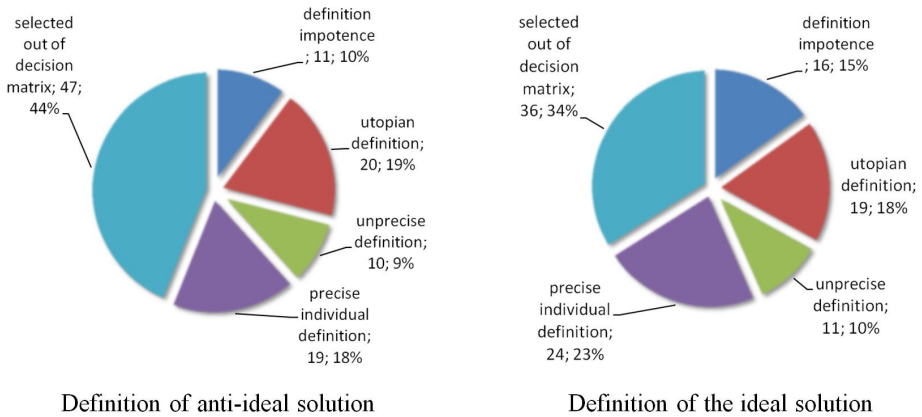 selected
out of
decision
matrix; 47;
44%
definition
impotence
; 11; 10%
utopian
definition;
20; 19%
unprecise
definition;
10; 9%
precise
individual
definition;
19; 18%
Definition of anti-ideal solution
selected
out of
decision
matrix;
36; 34%
definition
impotence
; 16; 15%
utopian
definition;
19; 18%
unprecise
definition;
11; 10%
precise
individual
definition;
24; 23%
Definition of the ideal solution